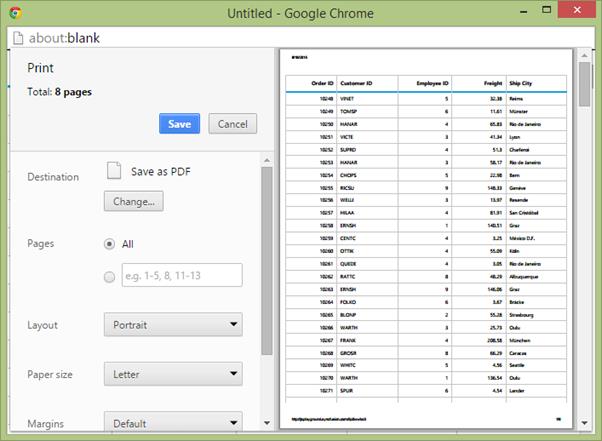 Untitled - Google Chrome
about:blank
Print
Total: 8 pages
Save
Cancel
Destination
Save as PDF
Change...
Pages
All
e.g. 1-5, 8, 11-13
Layout
Portrait
Paper size
Letter
Margins
Default
Order ID Customer ID Employee ID Freight Ship City
10248 VINET 5 32.38 Reims
10249 TOMSP 6 11.61 Münster
10250 HANAR 4 65.83 Rio de Janeiro
10251 VICTE 3 41.34 Lyon
10252 SUPRD 4 51.3 Charleroi
10253 HANAR 3 58.17 Rio de Janeiro
10254 CHOPS 5 22.98 Bern
10255 RICSU 9 148.33 Genève
10256 WELLI 3 13.97 Resende
10257 HILAA 4 81.91 San Cristóbal
10258 ERNSH 1 140.51 Graz
10259 CENTC 4 3.25 México D.F.
10260 OTTIK 4 55.09 Köln
10261 QUEDE 4 3.05 Rio de Janeiro
10262 RATTC 8 48.29 Albuquerque
10263 ERNSH 9 146.06 Graz
10264 FOLKO 6 3.67 Bräcke
10265 BLONP 2 55.28 Strasbourg
10266 WARTH 3 25.73 Oulu
10267 FRANK 4 208.58 München
10268 GROSR 8 66.29 Caracas
10269 WHITC 5 4.56 Seattle
10270 WARTH 1 136.54 Oulu
10271 SPLIR 6 4.54 Lander